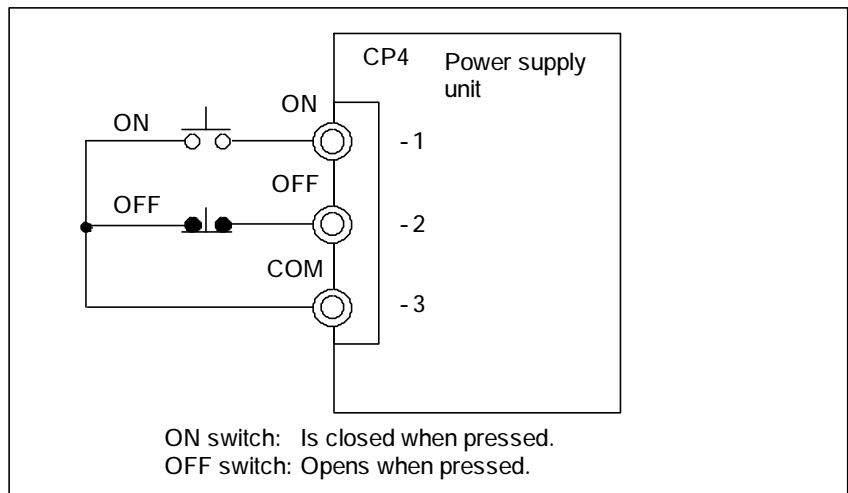 CP4
Power supply
unit
ON
ON
-1
OFF
OFF
-2
COM
-3
ON switch: Is closed when pressed.
OFF switch: Opens when pressed.